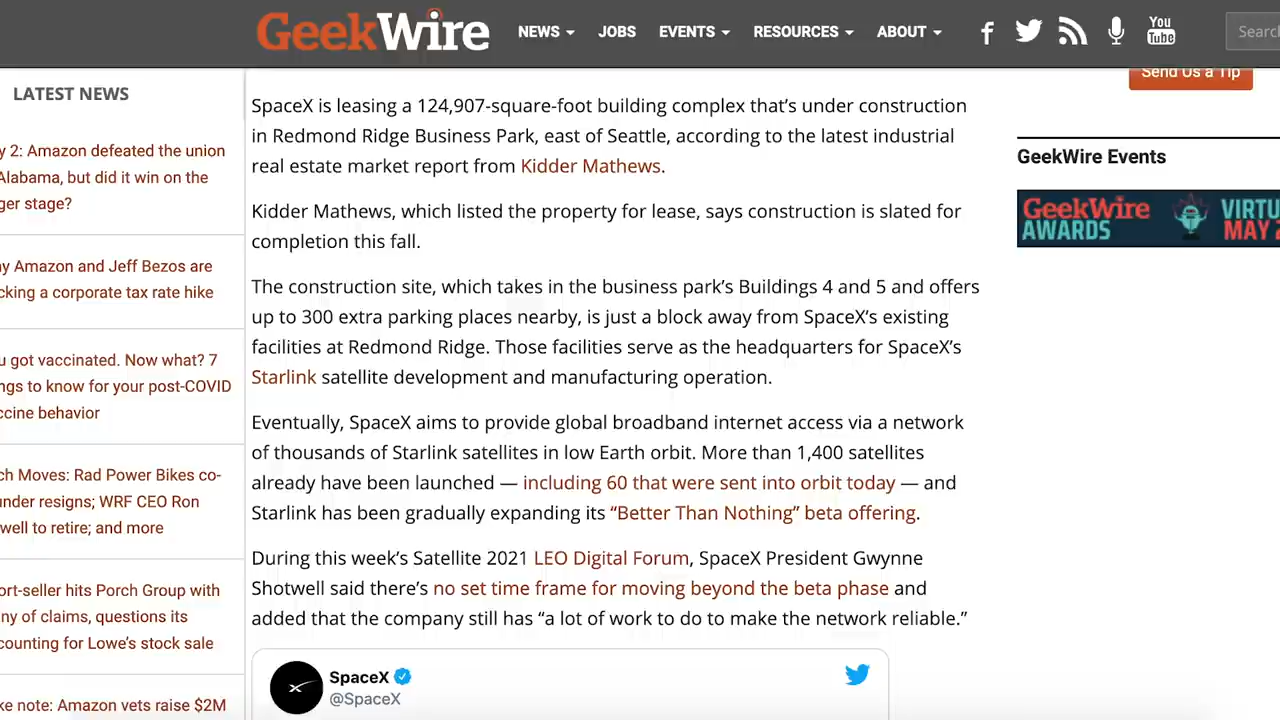 GeekWire
NEWS
JOBS
EVENTS
RESOURCES
ABOUT
You
Tube
Search
LATEST NEWS
y 2: Amazon defeated the union
Alabama, but did it win on the
ger stage?
y Amazon and Jeff Bezos are
cking a corporate tax rate hike
u got vaccinated. Now what? 7
ngs to know for your post-COVID
ccine behavior
ch Moves: Rad Power Bikes co-
under resigns; WRF CEO Ron
well to retire; and more
ort-seller hits Porch Group with
ny of claims, questions its
counting for Lowe’s stock sale
ke note: Amazon vets raise $2M
SpaceX is leasing a 124,907-square-foot building complex that’s under construction
in Redmond Ridge Business Park, east of Seattle, according to the latest industrial
real estate market report from Kidder Mathews.
Kidder Mathews, which listed the property for lease, says construction is slated for
completion this fall.
The construction site, which takes in the business park’s Buildings 4 and 5 and offers
up to 300 extra parking places nearby, is just a block away from SpaceX’s existing
facilities at Redmond Ridge. Those facilities serve as the headquarters for SpaceX’s
Starlink satellite development and manufacturing operation.
Eventually, SpaceX aims to provide global broadband internet access via a network
of thousands of Starlink satellites in low Earth orbit. More than 1,400 satellites
already have been launched — including 60 that were sent into orbit today — and
Starlink has been gradually expanding its “Better Than Nothing” beta offering.
During this week’s Satellite 2021 LEO Digital Forum, SpaceX President Gwynne
Shotwell said there’s no set time frame for moving beyond the beta phase and
added that the company still has “a lot of work to do to make the network reliable.”
SpaceX
@SpaceX
Send Us a Tip
GeekWire Events
GeekWire
AWARDS
VIRTU
MAY 2